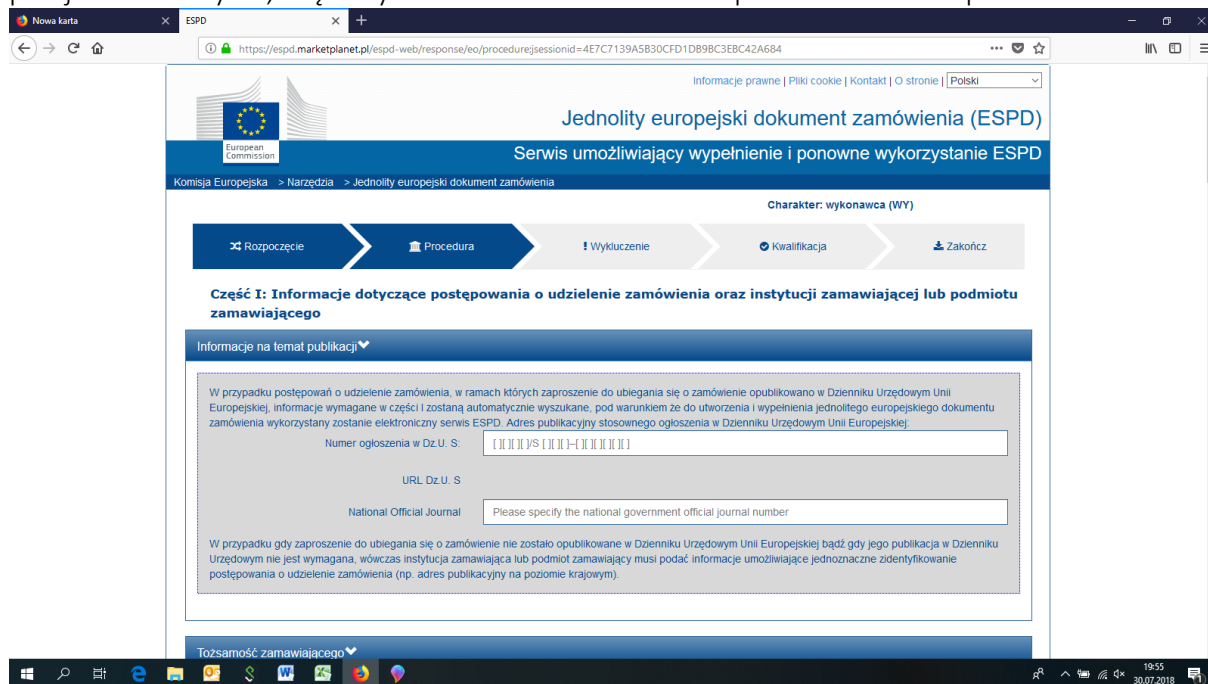 Nowa karta
ESPD
https://espd.marketplanet.pl/espd-web/response/eo/procedurejsessionid=4E7C7139A5B30CFD1DB9BC3EBC42A684
Informacje prawne | Pliki cookie | Kontakt | O stronie | Polski
Jednolity europejski dokument zamówienia (ESPD)
European
Commission
Serwis umożliwiający wypełnienie i ponowne wykorzystanie ESPD
Komisja Europejska > Narzędzia > Jednolity europejski dokument zamówienia
Charakter: wykonawca (WY)
Rozpoczęcie
Procedura
Wykluczenie
Kwalifikacja
Zakończ
Część I: Informacje dotyczące postępowania o udzielenie zamówienia oraz instytucji zamawiającej lub podmiotu
zamawiającego
Informacje na temat publikacji
W przypadku postępowań o udzielenie zamówienia, w ramach których zaproszenie do ubiegania się o zamówienie opublikowano w Dzienniku Urzędowym Unii
Europejskiej, informacje wymagane w części I zostaną automatycznie wyszukane, pod warunkiem że do utworzenia i wypełnienia jednolitego europejskiego dokumentu
zamówienia wykorzystany zostanie elektroniczny serwis ESPD. Adres publikacyjny stosownego ogłoszenia w Dzienniku Urzędowym Unii Europejskiej:
Numer ogłoszenia w Dz.U. S: [ ][ ][ ][ ]/S [ ][ ][ ]–[ ][ ][ ][ ][ ][ ][ ]
URL Dz.U. S
National Official Journal Please specify the national government official journal number
W przypadku gdy zaproszenie do ubiegania się o zamówienie nie zostało opublikowane w Dzienniku Urzędowym Unii Europejskiej bądź gdy jego publikacja w Dzienniku
Urzędowym nie jest wymagana, wówczas instytucja zamawiająca lub podmiot zamawiający musi podać informacje umożliwiające jednoznaczne zidentyfikowanie
postępowania o udzielenie zamówienia (np. adres publikacyjny na poziomie krajowym).
Tożsamość zamawiającego
19:55
30.07.2018